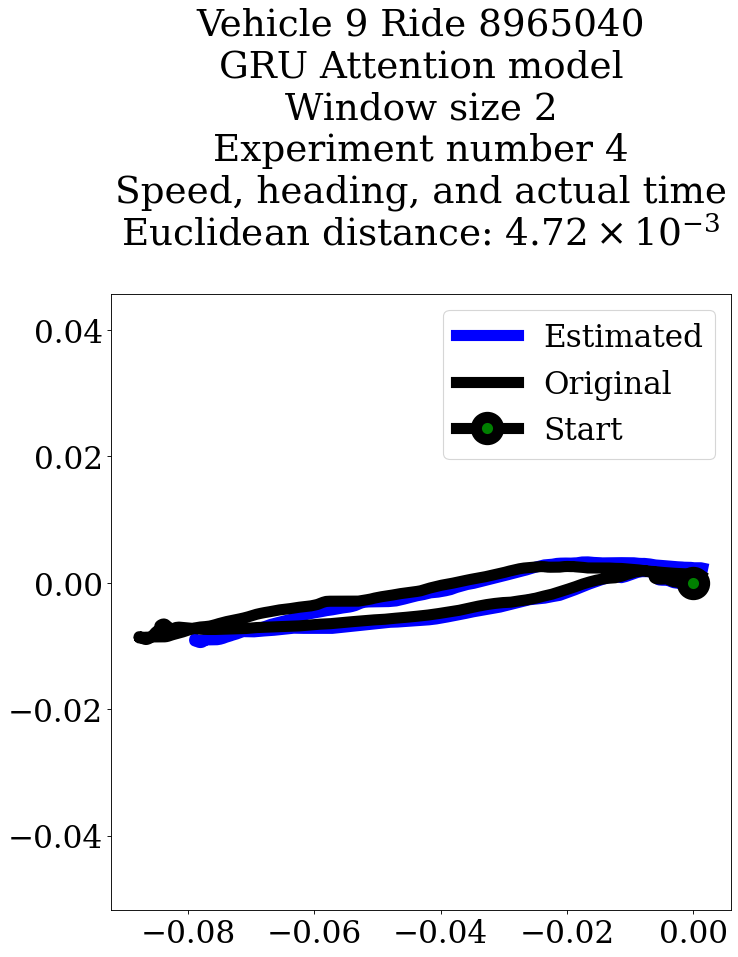 Vehicle 9 Ride 8965040
GRU Attention model
Window size 2
Experiment number 4
Speed, heading, and actual time
Euclidean distance: 4.72 × 10⁻³
Estimated
Original
Start
0.04
0.02
0.00
−0.02
−0.04
−0.08 −0.06 −0.04 −0.02 0.00